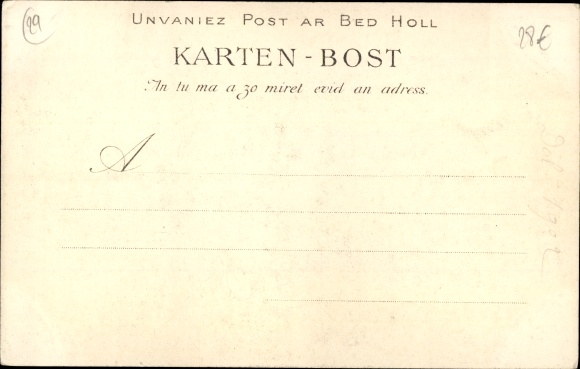 29
UNVANIEZ POST AR BED HOLL
28€
KARTEN-BOST
An tu ma a zo miret evid an adress.
A